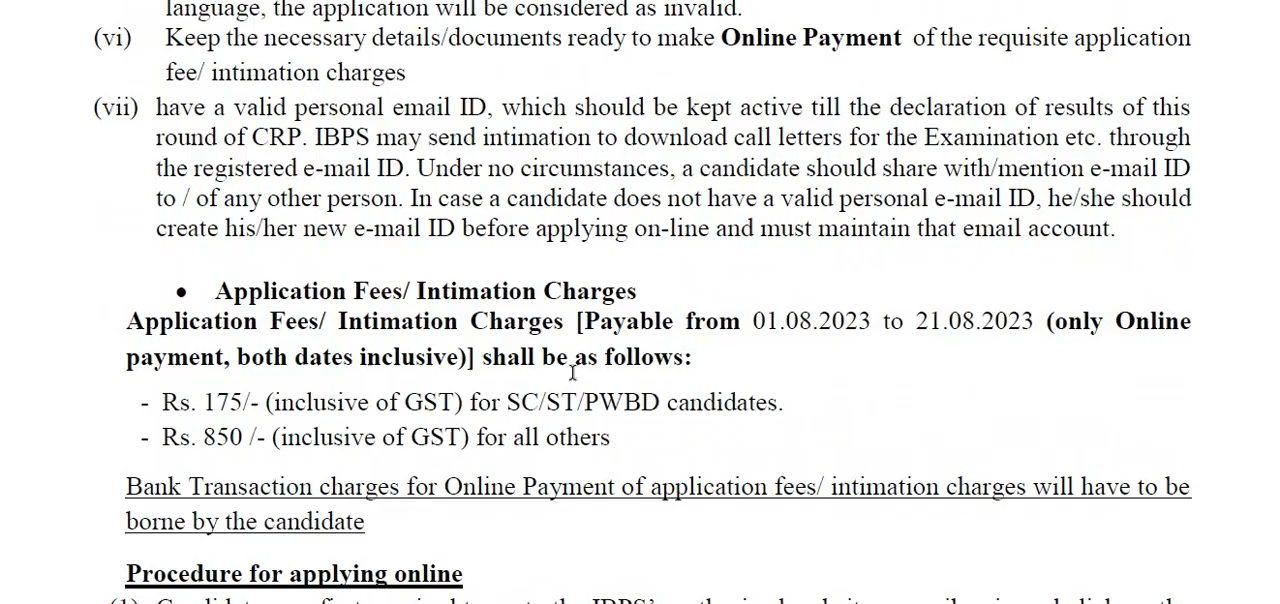 language, the application will be considered as invalid.
(vi) Keep the necessary details/documents ready to make Online Payment of the requisite application
fee/ intimation charges
(vii) have a valid personal email ID, which should be kept active till the declaration of results of this
round of CRP. IBPS may send intimation to download call letters for the Examination etc. through
the registered e-mail ID. Under no circumstances, a candidate should share with/mention e-mail ID
to / of any other person. In case a candidate does not have a valid personal e-mail ID, he/she should
create his/her new e-mail ID before applying on-line and must maintain that email account.
• Application Fees/ Intimation Charges
Application Fees/ Intimation Charges [Payable from 01.08.2023 to 21.08.2023 (only Online
payment, both dates inclusive)] shall be as follows:
- Rs. 175/- (inclusive of GST) for SC/ST/PWBD candidates.
- Rs. 850 /- (inclusive of GST) for all others
Bank Transaction charges for Online Payment of application fees/ intimation charges will have to be
borne by the candidate
Procedure for applying online